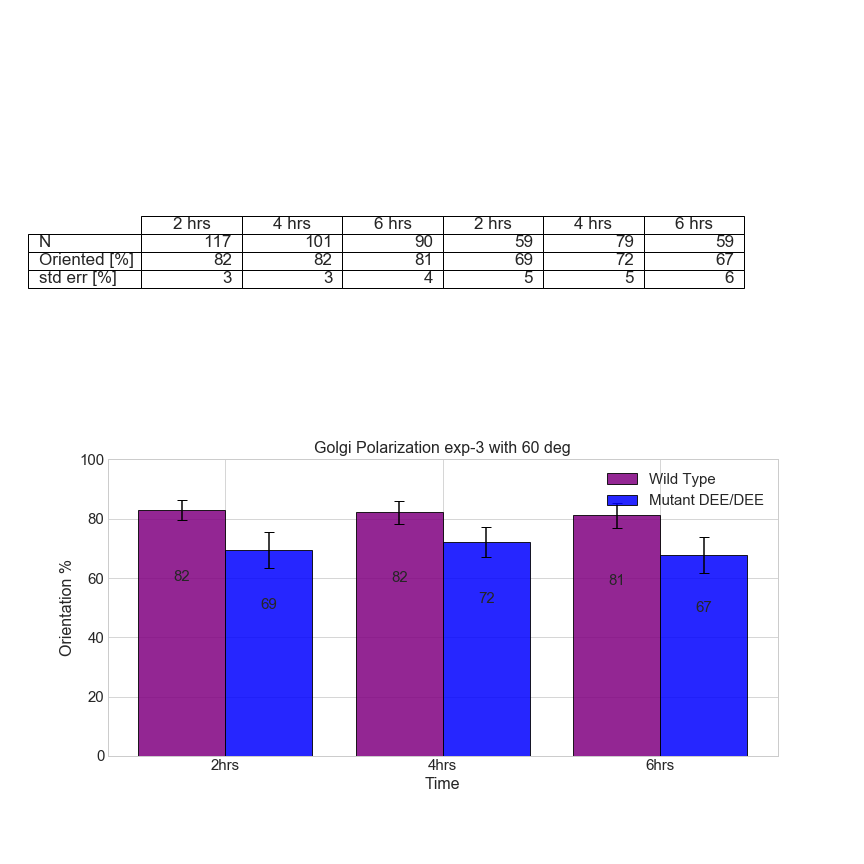 2 hrs 4 hrs 6 hrs 2 hrs 4 hrs 6 hrs
N 117 101 90 59 79 59
Oriented [%] 82 82 81 69 72 67
std err [%] 3 3 4 5 5 6
Golgi Polarization exp-3 with 60 deg
100
80
60
40
20
0
Orientation %
Wild Type
Mutant DEE/DEE
82
69
82
72
81
67
2hrs 4hrs 6hrs
Time